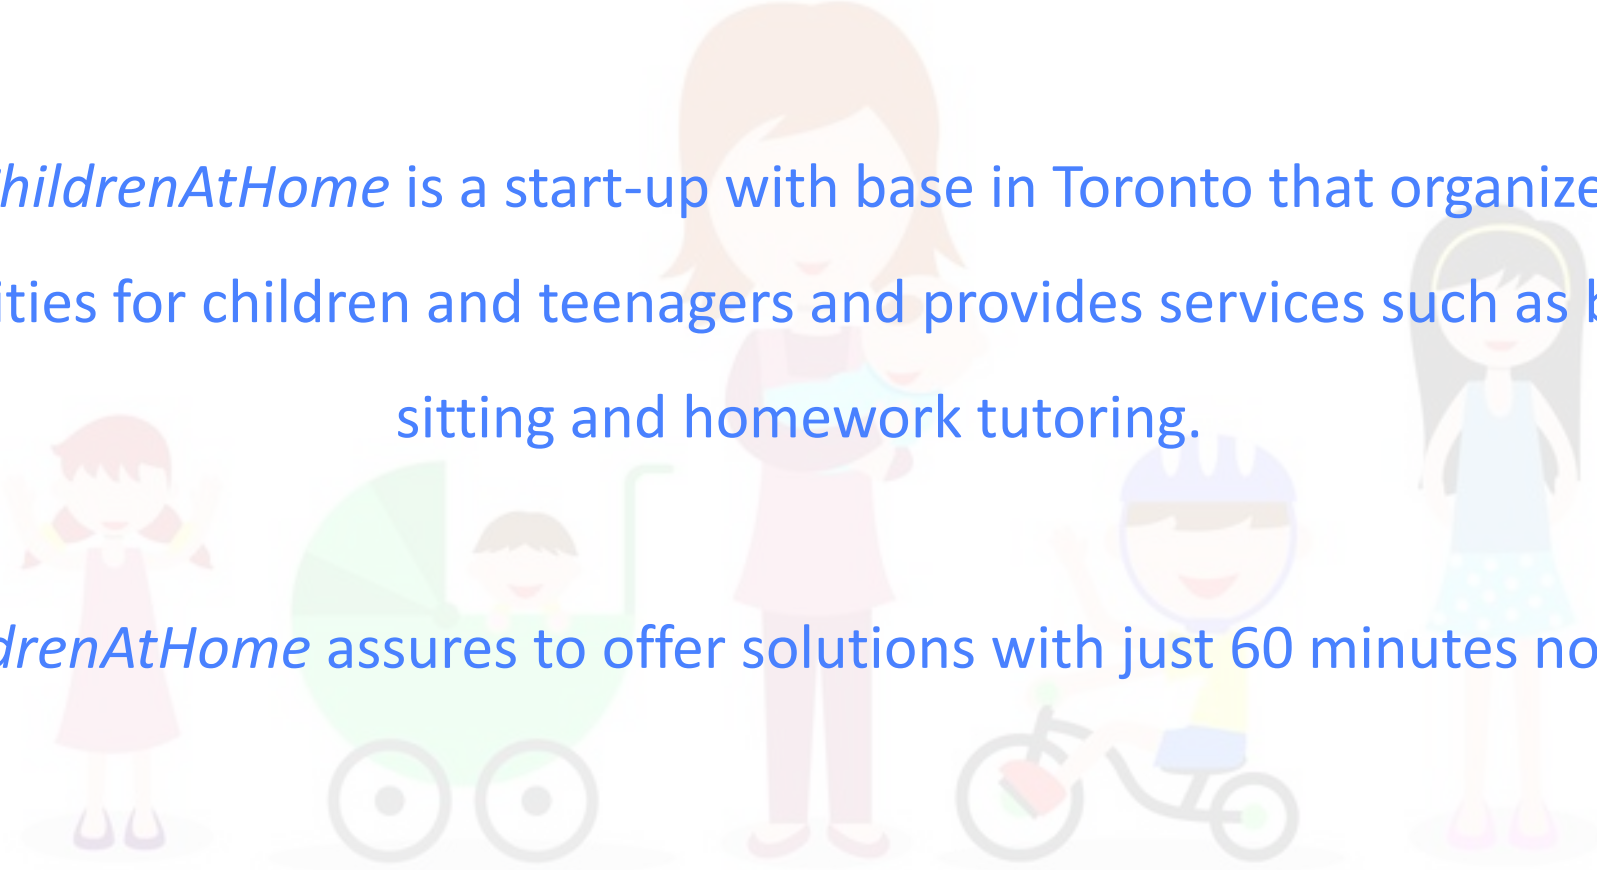 hildrenAtHome is a start-up with base in Toronto that organize
ities for children and teenagers and provides services such as b
sitting and homework tutoring.
drenAtHome assures to offer solutions with just 60 minutes no